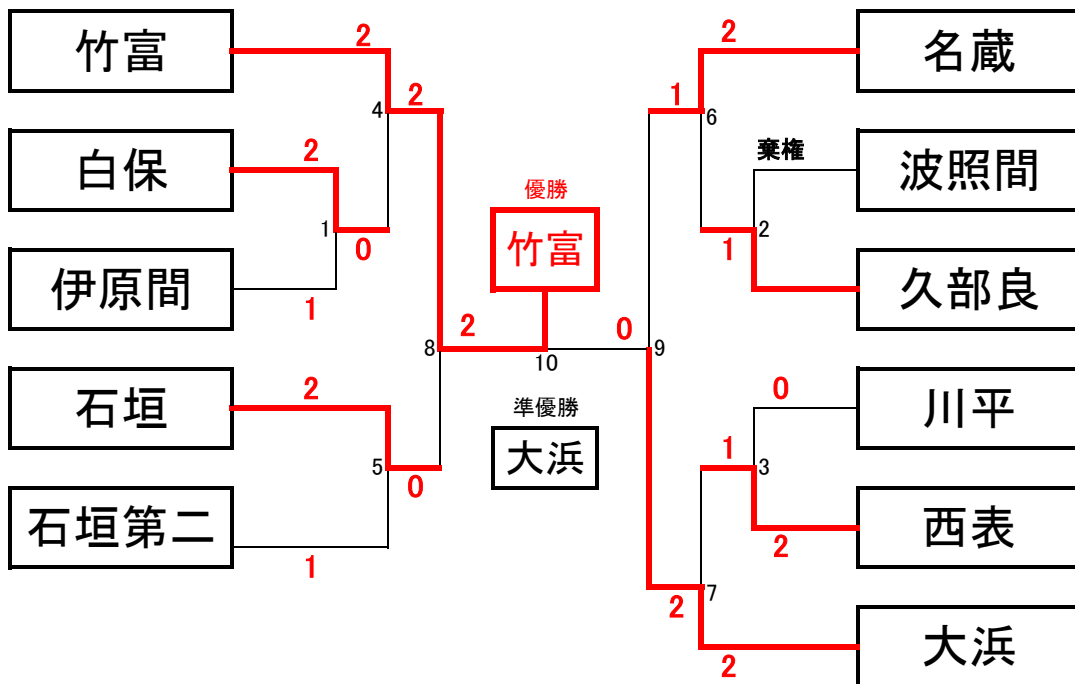 竹富
白保
伊原間
石垣
石垣第二
2
2
1
2
1
4
1
5
2
0
0
8
2
優勝
竹富
10
準優勝
大浜
0
9
1
2
6
棄権
2
1
0
1
3
2
7
2
2
名蔵
波照間
久部良
川平
西表
大浜